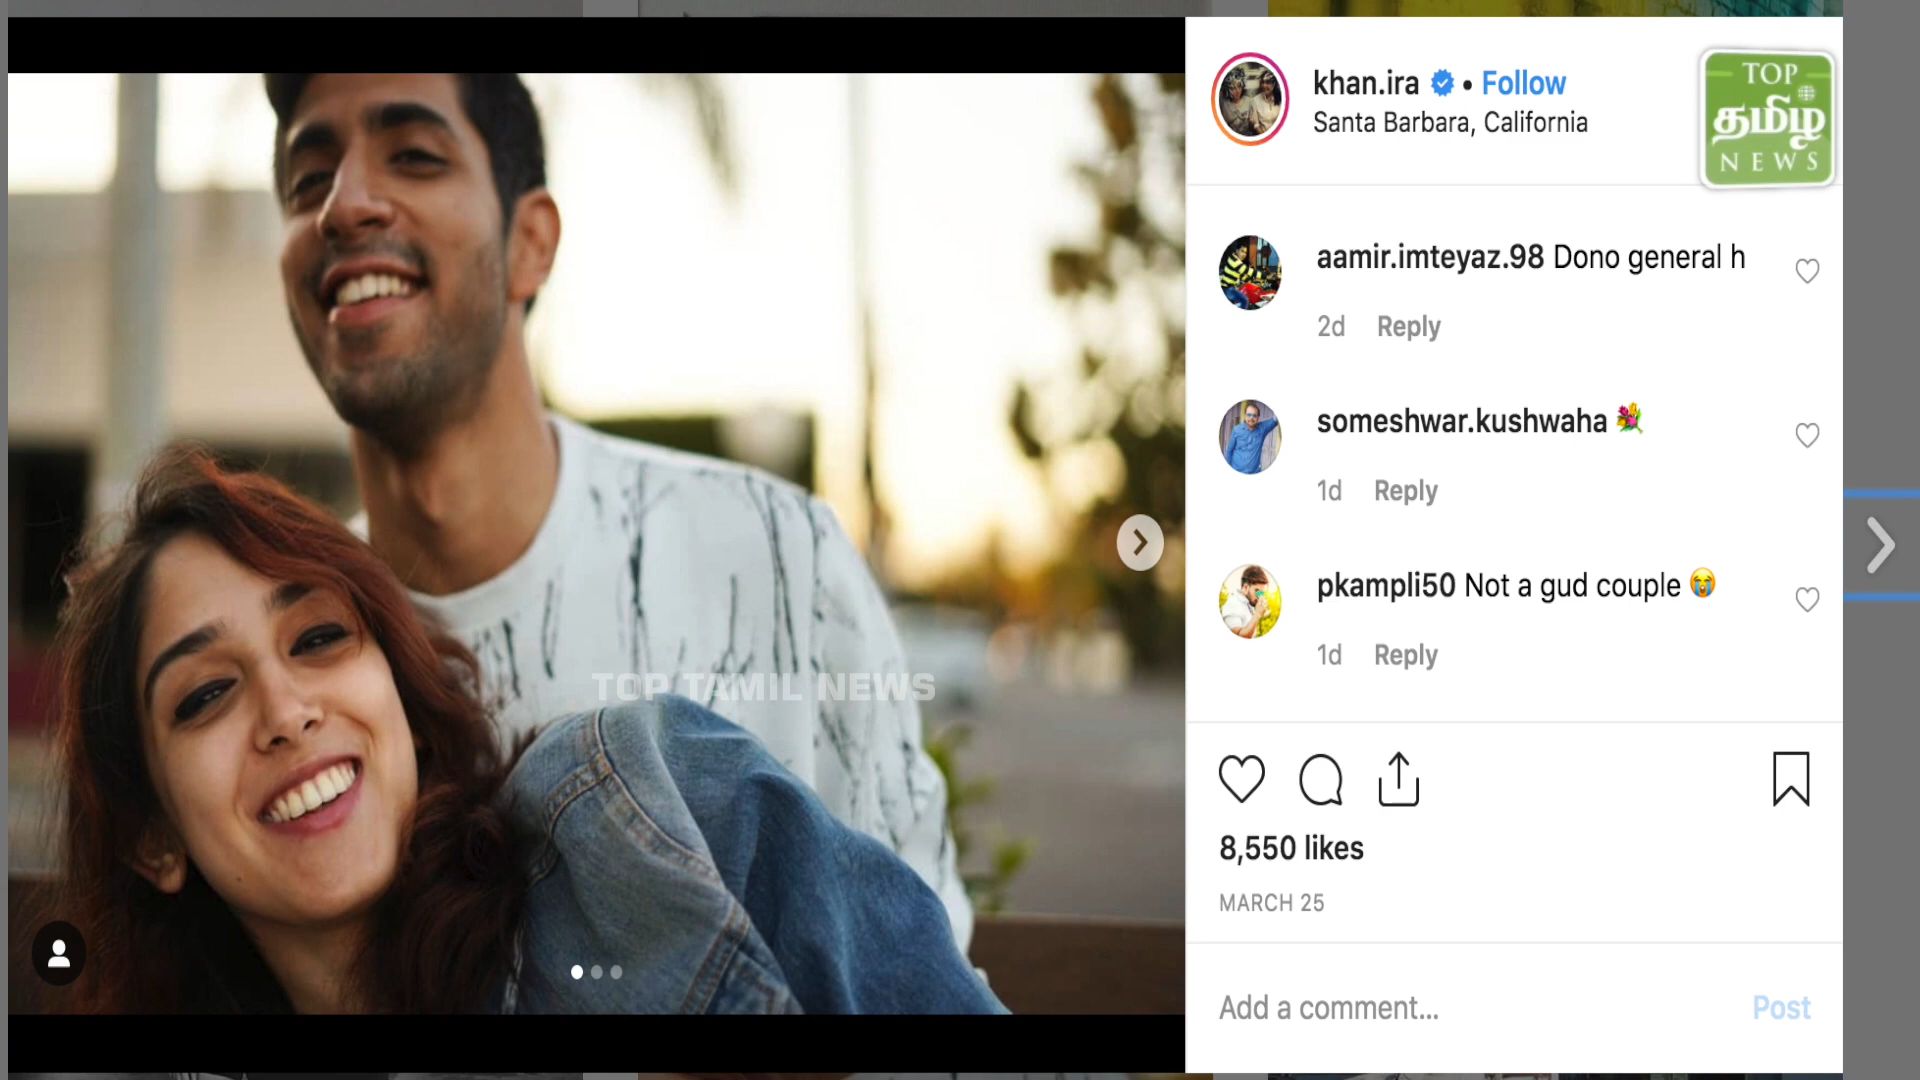 khan.ira • Follow
Santa Barbara, California
TOP
தமிழ்
NEWS
aamir.imteyaz.98 Dono general h
2d Reply
someshwar.kushwaha 💐
1d Reply
pkampli50 Not a gud couple 😭
1d Reply
TOP TAMIL NEWS
8,550 likes
MARCH 25
Add a comment... Post